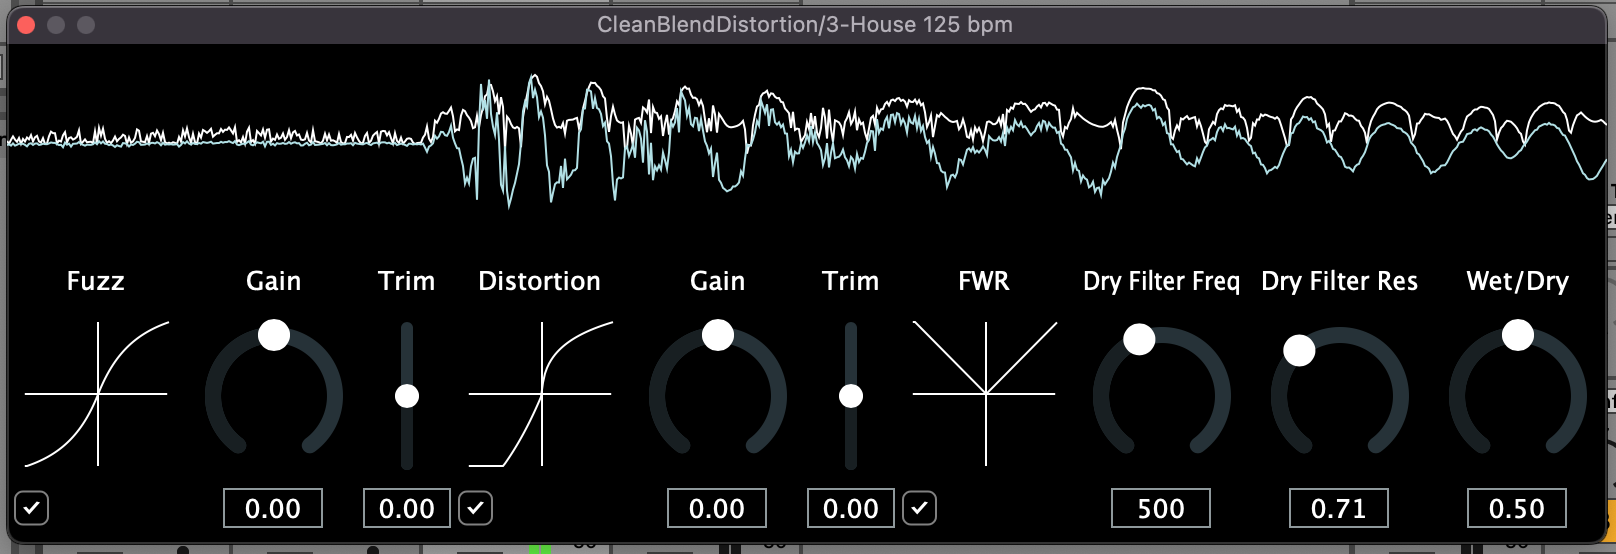 CleanBlendDistortion/3-House 125 bpm
Fuzz Gain Trim Distortion Gain Trim FWR Dry Filter Freq Dry Filter Res Wet/Dry
0.00 0.00 0.00 0.00 500 0.71 0.50